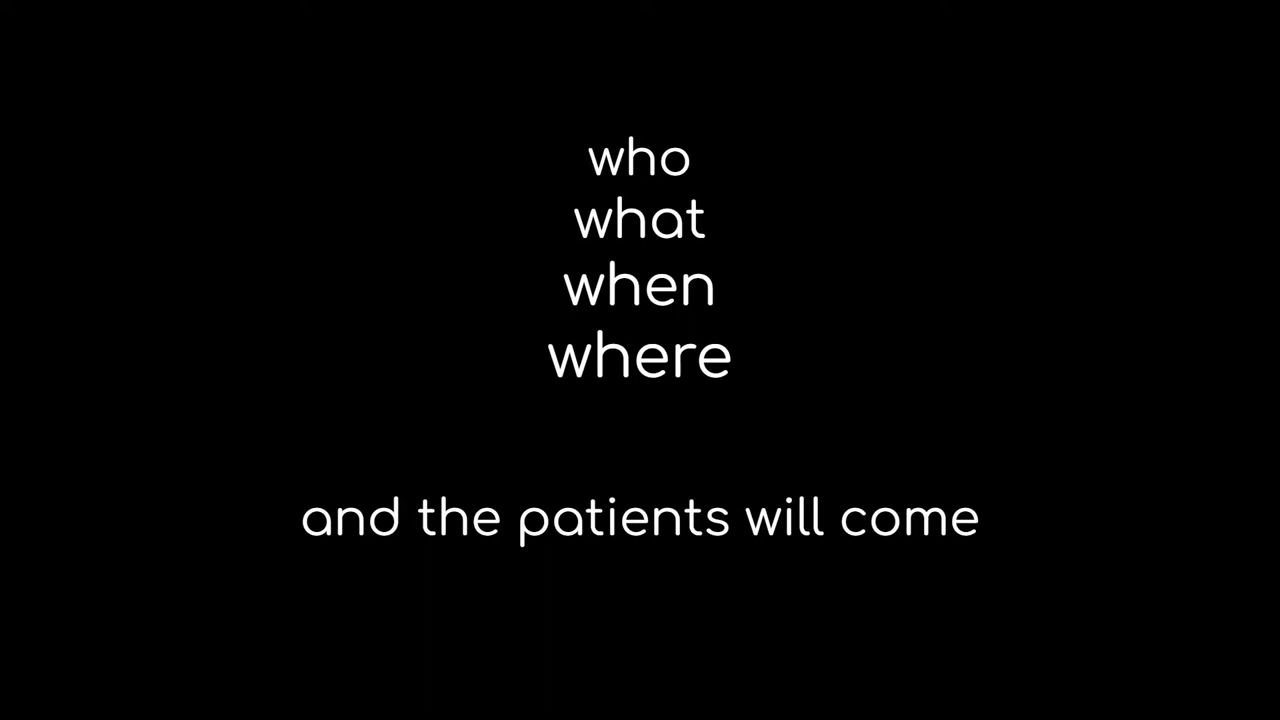 who
what
when
where
and the patients will come